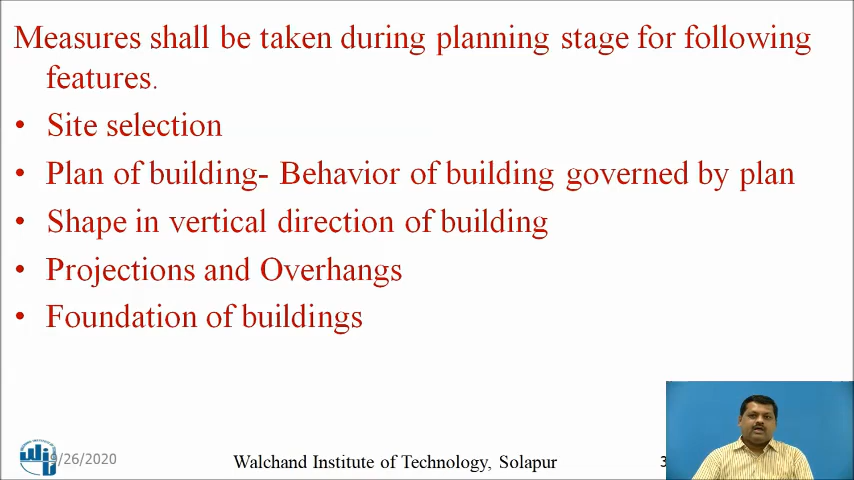 Measures shall be taken during planning stage for following
features.
• Site selection
• Plan of building- Behavior of building governed by plan
• Shape in vertical direction of building
• Projections and Overhangs
• Foundation of buildings
9/26/2020
Walchand Institute of Technology, Solapur
3